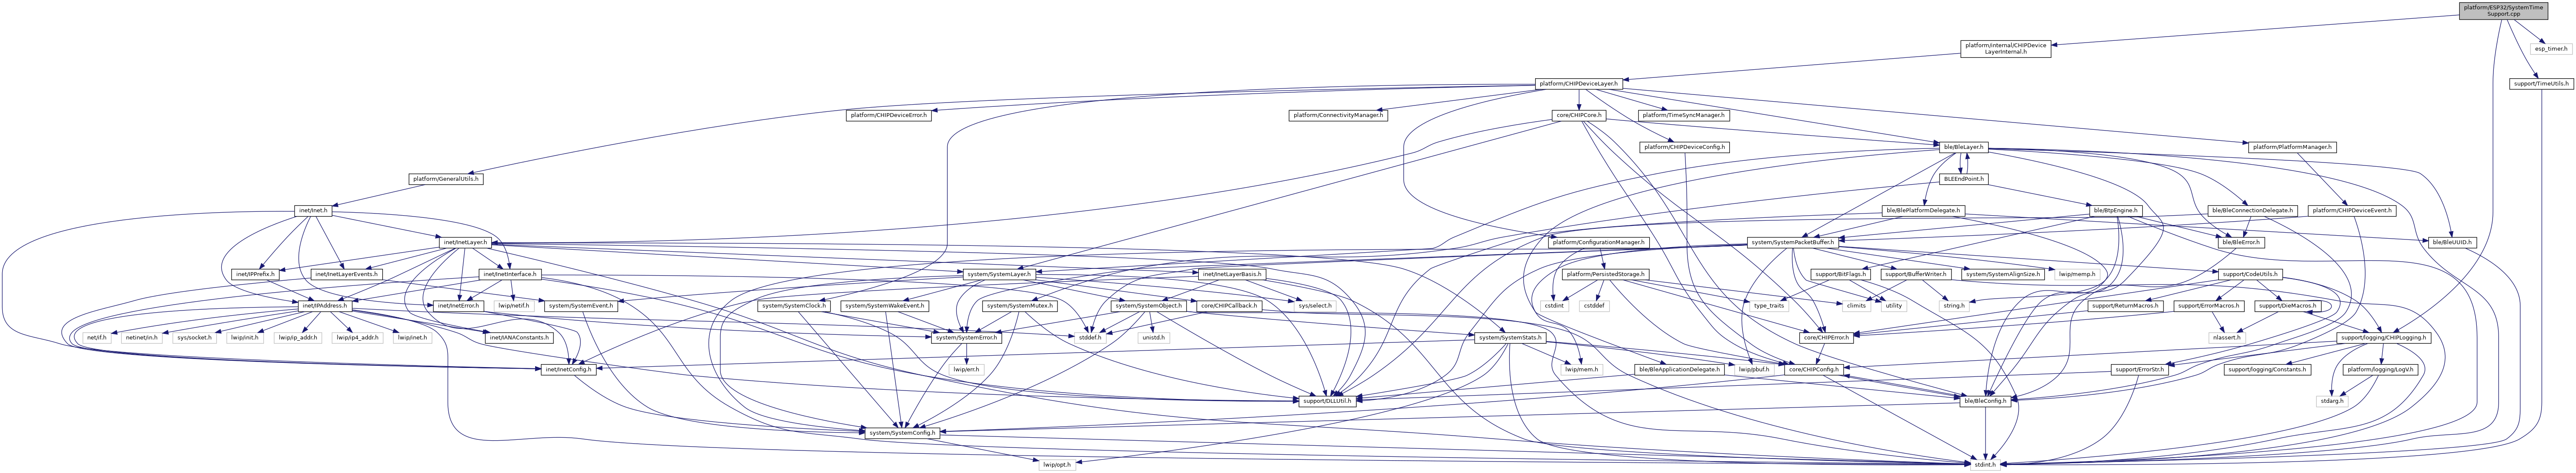 platform/ESP32/SystemTime
Support.cpp
platform/internal/CHIPDevice
LayerInternal.h
esp_timer.h
platform/CHIPDeviceLayer.h
support/TimeUtils.h
platform/CHIPDeviceError.h
platform/ConnectivityManager.h
core/CHIPCore.h
platform/TimeSyncManager.h
platform/CHIPDeviceConfig.h
ble/BleLayer.h
platform/PlatformManager.h
platform/GeneralUtils.h
BLEEndPoint.h
inet/Inet.h
ble/BlePlatformDelegate.h
ble/BtpEngine.h
ble/BleConnectionDelegate.h
platform/CHIPDeviceEvent.h
inet/InetLayer.h
platform/ConfigurationManager.h
system/SystemPacketBuffer.h
ble/BleError.h
ble/BleUUID.h
inet/IPPrefix.h
inet/InetLayerEvents.h
inet/InetInterface.h
system/SystemLayer.h
inet/InetLayerBasis.h
platform/PersistedStorage.h
support/BitFlags.h
support/BufferWriter.h
system/SystemAlignSize.h
lwip/memp.h
support/CodeUtils.h
inet/IPAddress.h
inet/InetError.h
lwip/netif.h
system/SystemEvent.h
system/SystemClock.h
system/SystemWakeEvent.h
system/SystemMutex.h
system/SystemObject.h
core/CHIPCallback.h
sys/select.h
cstdint
cstddef
type_traits
climits
utility
string.h
support/ReturnMacros.h
support/ErrorMacros.h
support/DieMacros.h
net/if.h
netinet/in.h
sys/socket.h
lwip/init.h
lwip/ip_addr.h
lwip/ip4_addr.h
lwip/inet.h
inet/IANAConstants.h
system/SystemError.h
stddef.h
unistd.h
system/SystemStats.h
core/CHIPError.h
nlassert.h
support/logging/CHIPLogging.h
inet/InetConfig.h
lwip/err.h
lwip/mem.h
ble/BleApplicationDelegate.h
lwip/pbuf.h
core/CHIPConfig.h
support/ErrorStr.h
support/logging/Constants.h
platform/logging/LogV.h
support/DLLUtil.h
ble/BleConfig.h
stdarg.h
system/SystemConfig.h
lwip/opt.h
stdint.h